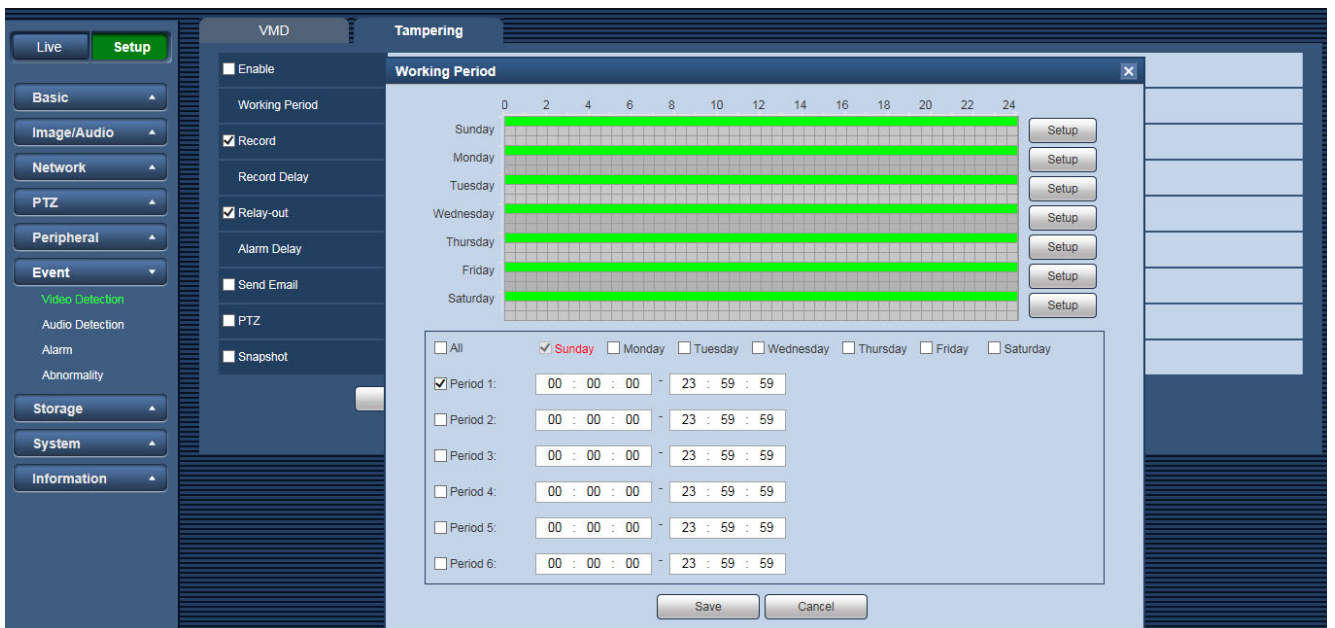 VMD Tampering
Live Setup
Basic
Image/Audio
Network
PTZ
Peripheral
Event
Video Detection
Audio Detection
Alarm
Abnormality
Storage
System
Information
Enable
Working Period
Record
Record Delay
Relay-out
Alarm Delay
Send Email
PTZ
Snapshot
Working Period
0 2 4 6 8 10 12 14 16 18 20 22 24
Sunday Setup
Monday Setup
Tuesday Setup
Wednesday Setup
Thursday Setup
Friday Setup
Saturday Setup
All Sunday Monday Tuesday Wednesday Thursday Friday Saturday
Period 1: 00 : 00 : 00 - 23 : 59 : 59
Period 2: 00 : 00 : 00 - 23 : 59 : 59
Period 3: 00 : 00 : 00 - 23 : 59 : 59
Period 4: 00 : 00 : 00 - 23 : 59 : 59
Period 5: 00 : 00 : 00 - 23 : 59 : 59
Period 6: 00 : 00 : 00 - 23 : 59 : 59
Save Cancel